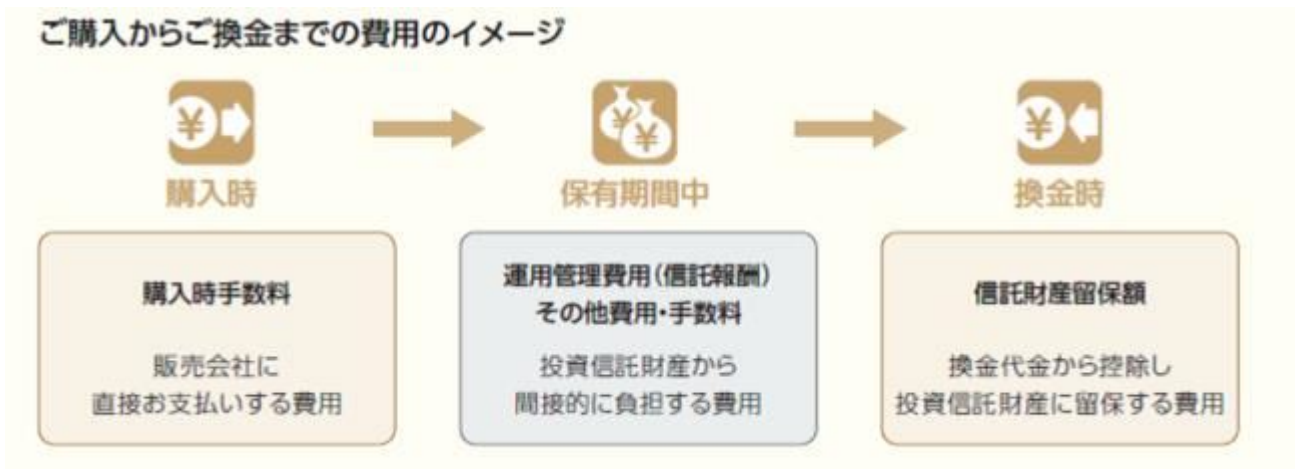 ご購入からご換金までの費用のイメージ
¥
¥¥
¥
購入時
保有期間中
換金時
購入時手数料
販売会社に
直接お支払いする費用
運用管理費用(信託報酬)
その他費用・手数料
投資信託財産から
間接的に負担する費用
信託財産留保額
換金代金から控除し
投資信託財産に留保する費用